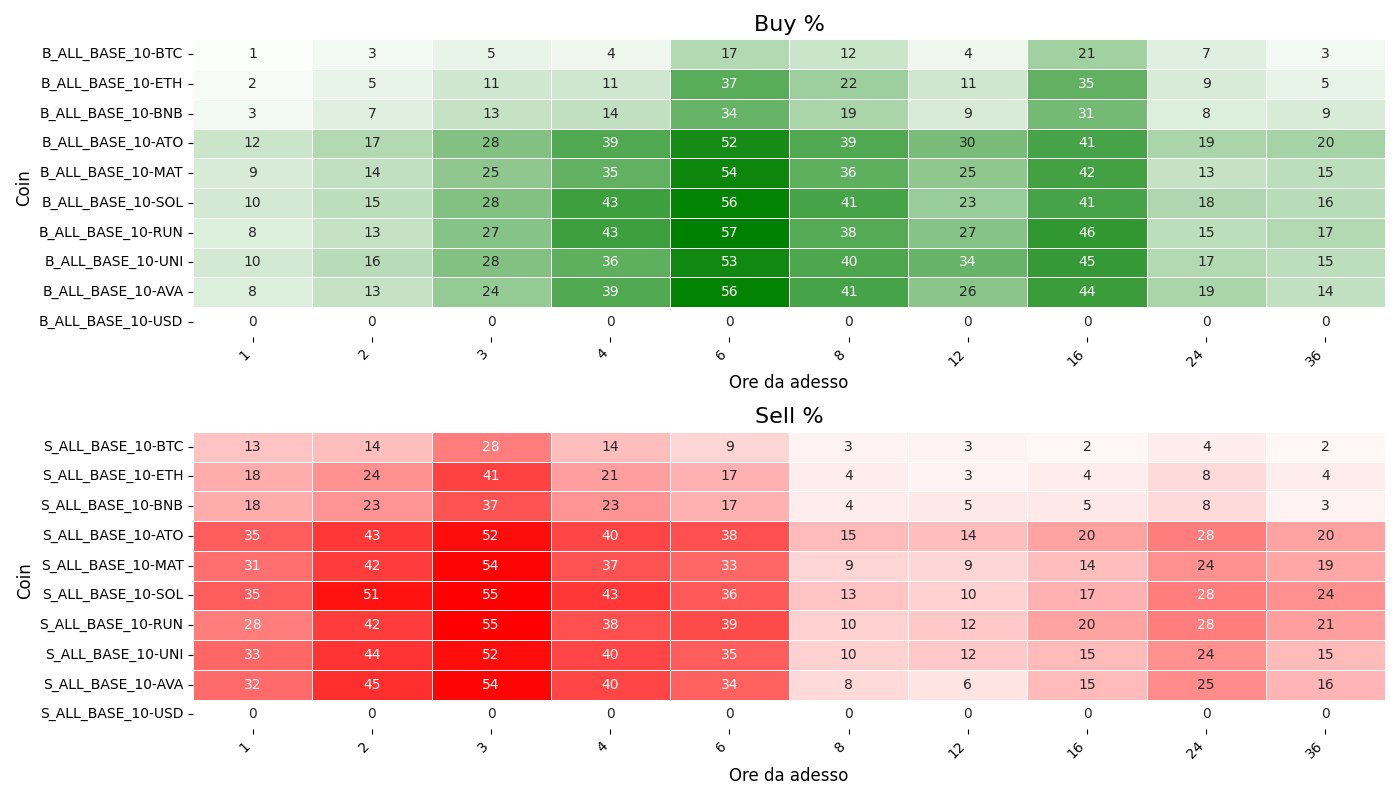 Buy %
Coin
B_ALL_BASE_10-BTC 1 3 5 4 17 12 4 21 7 3
B_ALL_BASE_10-ETH 2 5 11 11 37 22 11 35 9 5
B_ALL_BASE_10-BNB 3 7 13 14 34 19 9 31 8 9
B_ALL_BASE_10-ATO 12 17 28 39 52 39 30 41 19 20
B_ALL_BASE_10-MAT 9 14 25 35 54 36 25 42 13 15
B_ALL_BASE_10-SOL 10 15 28 43 56 41 23 41 18 16
B_ALL_BASE_10-RUN 8 13 27 43 57 38 27 46 15 17
B_ALL_BASE_10-UNI 10 16 28 36 53 40 34 45 17 15
B_ALL_BASE_10-AVA 8 13 24 39 56 41 26 44 19 14
B_ALL_BASE_10-USD 0 0 0 0 0 0 0 0 0 0
1 2 3 4 6 8 12 16 24 36
Ore da adesso
Sell %
Coin
S_ALL_BASE_10-BTC 13 14 28 14 9 3 3 2 4 2
S_ALL_BASE_10-ETH 18 24 41 21 17 4 3 4 8 4
S_ALL_BASE_10-BNB 18 23 37 23 17 4 5 5 8 3
S_ALL_BASE_10-ATO 35 43 52 40 38 15 14 20 28 20
S_ALL_BASE_10-MAT 31 42 54 37 33 9 9 14 24 19
S_ALL_BASE_10-SOL 35 51 55 43 36 13 10 17 28 24
S_ALL_BASE_10-RUN 28 42 55 38 39 10 12 20 28 21
S_ALL_BASE_10-UNI 33 44 52 40 35 10 12 15 24 15
S_ALL_BASE_10-AVA 32 45 54 40 34 8 6 15 25 16
S_ALL_BASE_10-USD 0 0 0 0 0 0 0 0 0 0
1 2 3 4 6 8 12 16 24 36
Ore da adesso